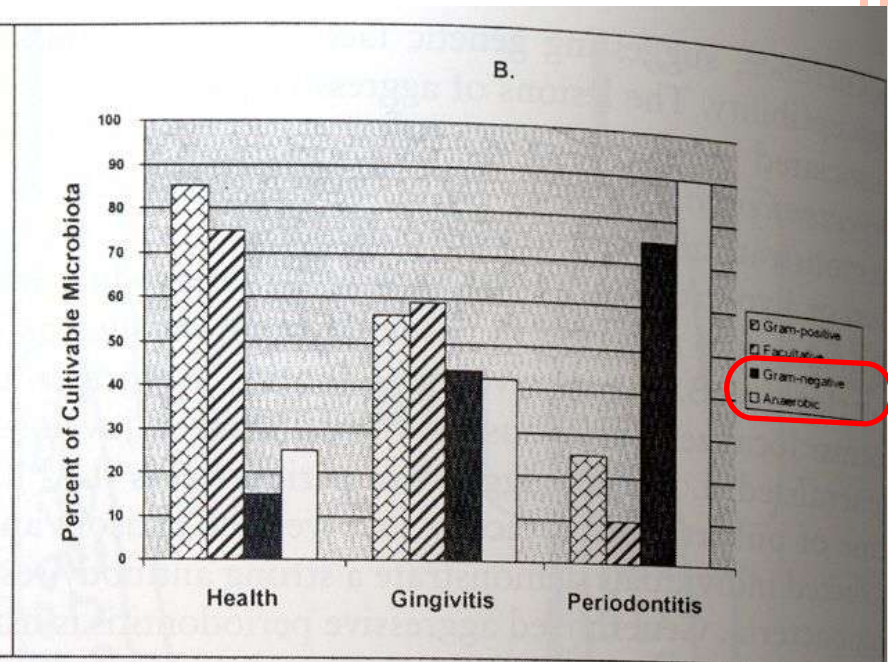 B.
Percent of Cultivable Microbiota
100
90
80
70
60
50
40
30
20
10
0
Health Gingivitis Periodontitis
Gram-positive
Facultative
Gram-negative
Anaerobic